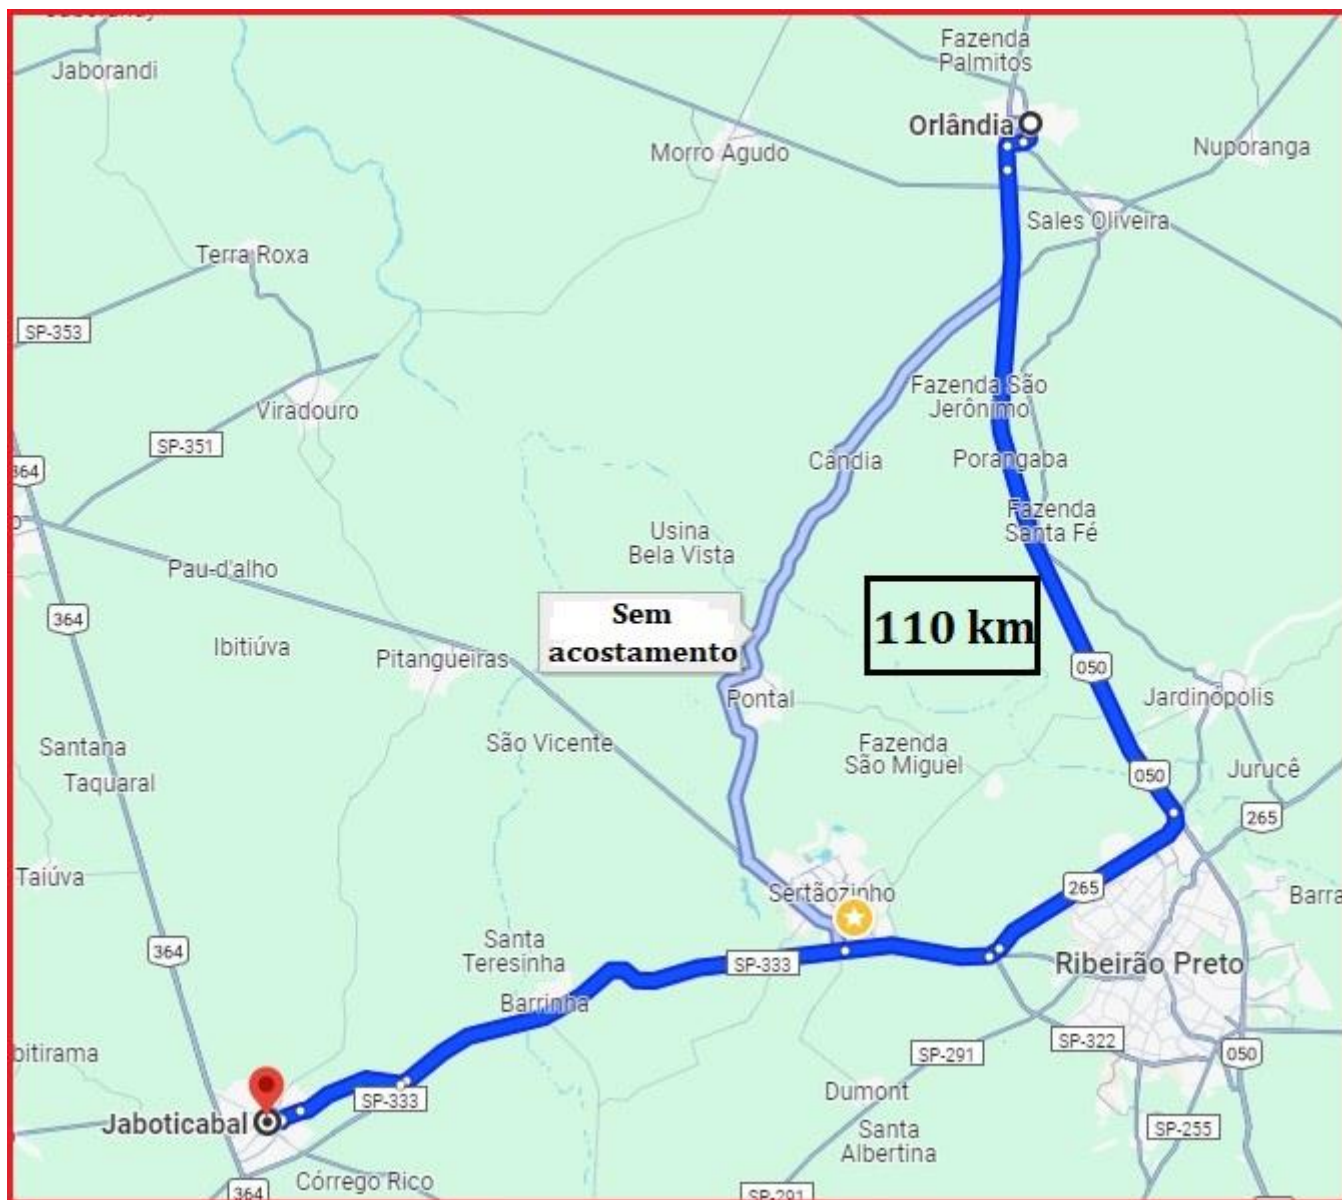 Jaborandi
Fazenda
Palmitos
Orlândia
Morro Agudo
Nuporanga
Sales Oliveira
Terra Roxa
SP-353
Fazenda São
Jerônimo
Viradouro
SP-351
Cândia
Porangaba
364
Fazenda
Santa Fé
Usina
Bela Vista
Pau-d'alho
Sem
acostamento
110 km
364
Ibitiúva
Pitangueiras
050
Pontal
Jardinópolis
Santana
São Vicente
Fazenda
São Miguel
Taquaral
050
Jurucê
265
Taiúva
265
Sertãozinho
Barra
364
Santa
Teresinha
SP-333
Ribeirão Preto
Barrinha
bitirama
SP-291
SP-322
050
SP-333
Dumont
Jaboticabal
Santa
Albertina
SP-255
Córrego Rico
364
SP-291